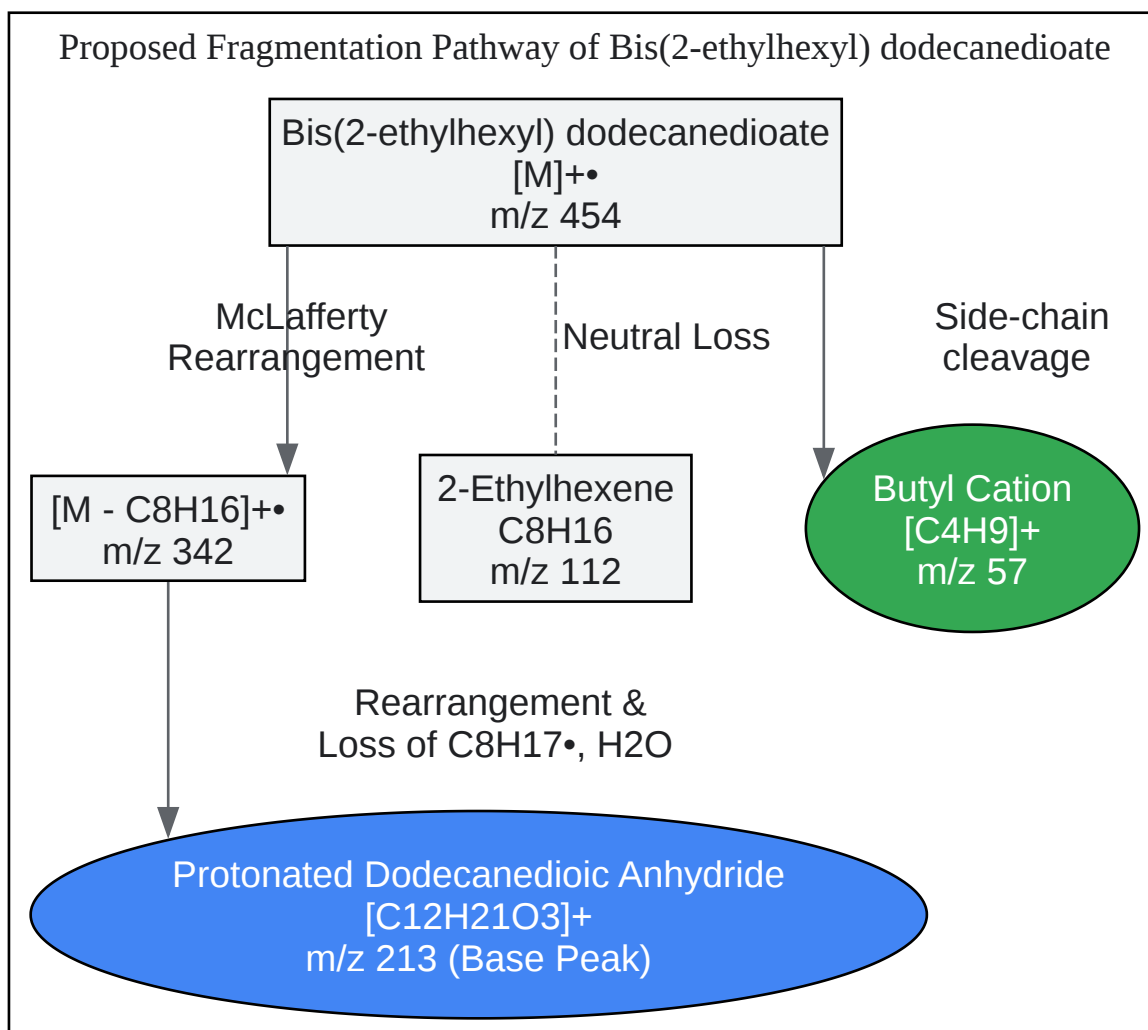 Proposed Fragmentation Pathway of Bis(2-ethylhexyl) dodecanedioate
Bis(2-ethylhexyl) dodecanedioate
[M]+•
m/z 454
McLafferty
Rearrangement
Neutral Loss
Side-chain
cleavage
[M - C8H16]+•
m/z 342
2-Ethylhexene
C8H16
m/z 112
Butyl Cation
[C4H9]+
m/z 57
Rearrangement &
Loss of C8H17•, H2O
Protonated Dodecanedioic Anhydride
[C12H21O3]+
m/z 213 (Base Peak)